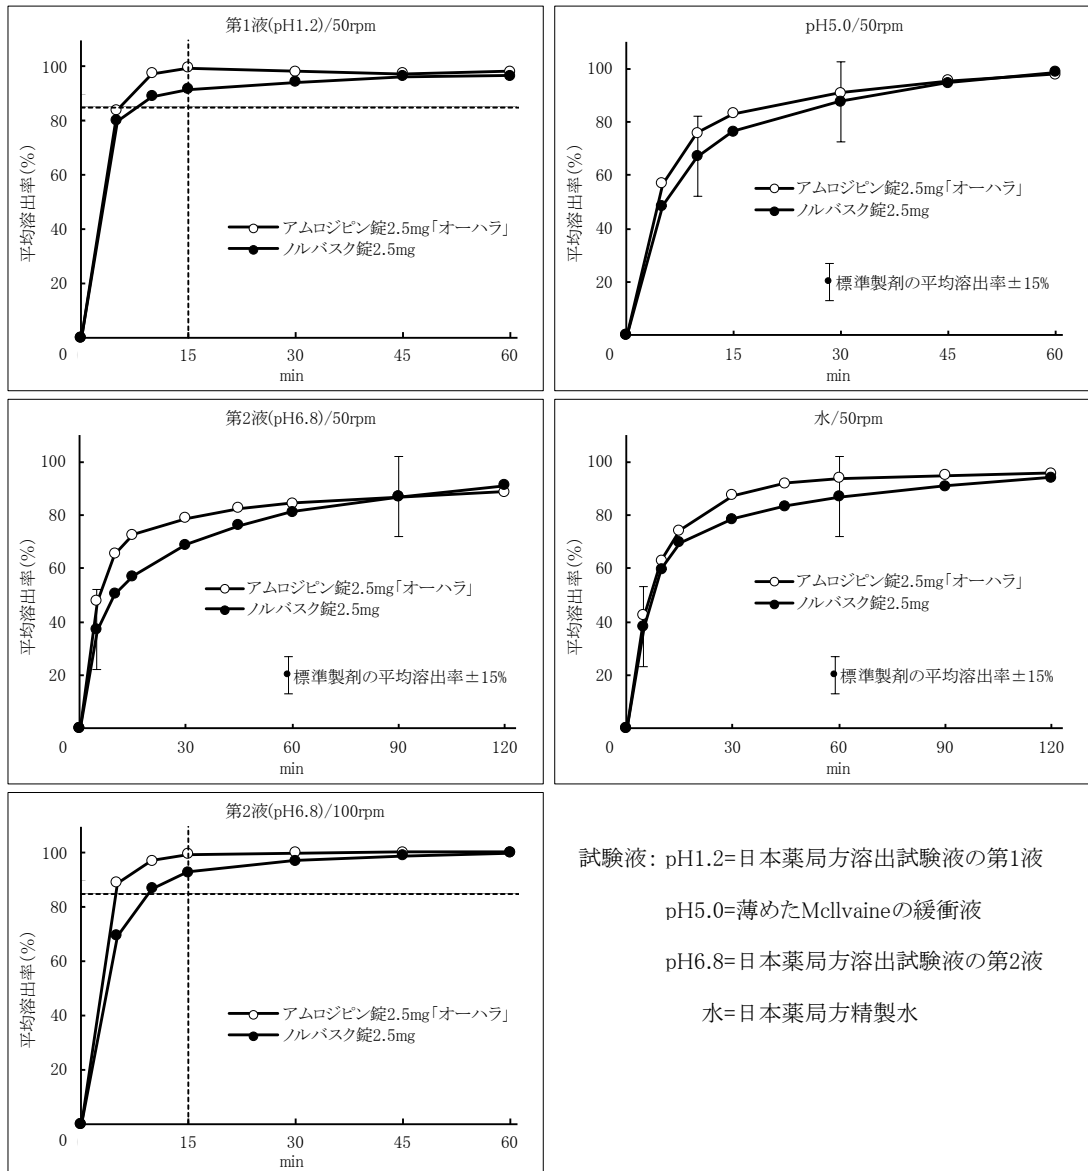 第1液(pH1.2)/50rpm
平均溶出率(%)
100
80
60
40
20
0
15
30
45
60
min
アムロジピン錠2.5mg「オーハラ」
ノルバスク錠2.5mg
pH5.0/50rpm
平均溶出率(%)
100
80
60
40
20
0
15
30
45
60
min
アムロジピン錠2.5mg「オーハラ」
ノルバスク錠2.5mg
標準製剤の平均溶出率±15%
第2液(pH6.8)/50rpm
平均溶出率(%)
100
80
60
40
20
0
30
60
90
120
min
アムロジピン錠2.5mg「オーハラ」
ノルバスク錠2.5mg
標準製剤の平均溶出率±15%
水/50rpm
平均溶出率(%)
100
80
60
40
20
0
30
60
90
120
min
アムロジピン錠2.5mg「オーハラ」
ノルバスク錠2.5mg
標準製剤の平均溶出率±15%
第2液(pH6.8)/100rpm
平均溶出率(%)
100
80
60
40
20
0
15
30
45
60
min
アムロジピン錠2.5mg「オーハラ」
ノルバスク錠2.5mg
試験液: pH1.2=日本薬局方溶出試験液の第1液
pH5.0=薄めたMcllvaineの緩衝液
pH6.8=日本薬局方溶出試験液の第2液
水=日本薬局方精製水